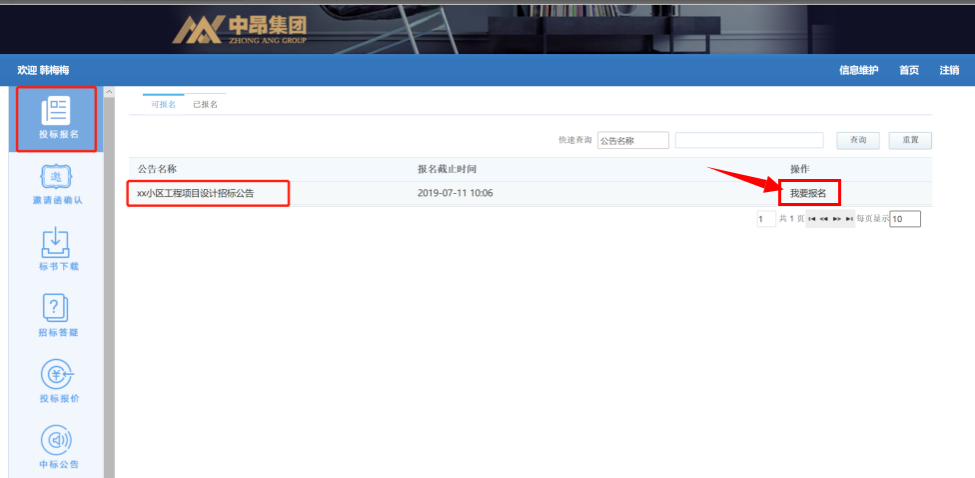 中昂集团
ZHONG ANG GROUP
欢迎 韩梅梅
信息维护 首页 注销
投标报名
邀请函确认
标书下载
招标答疑
投标报价
中标公告
可报名 已报名
快速查询 公告名称 查询 重置
公告名称 报名截止时间 操作
xx小区工程项目设计招标公告 2019-07-11 10:06 我要报名
1 共 1 页 每页显示 10